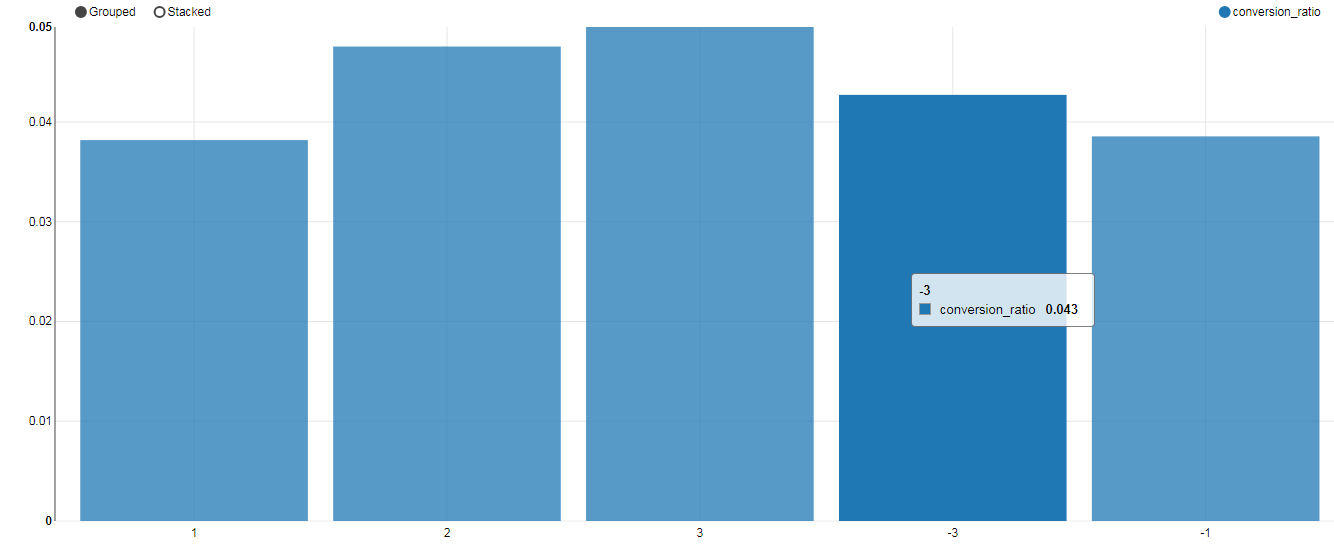 Grouped Stacked conversion_ratio
0.05
0.04
0.03
0.02
0.01
0
-3
conversion_ratio 0.043
1 2 3 -3 -1